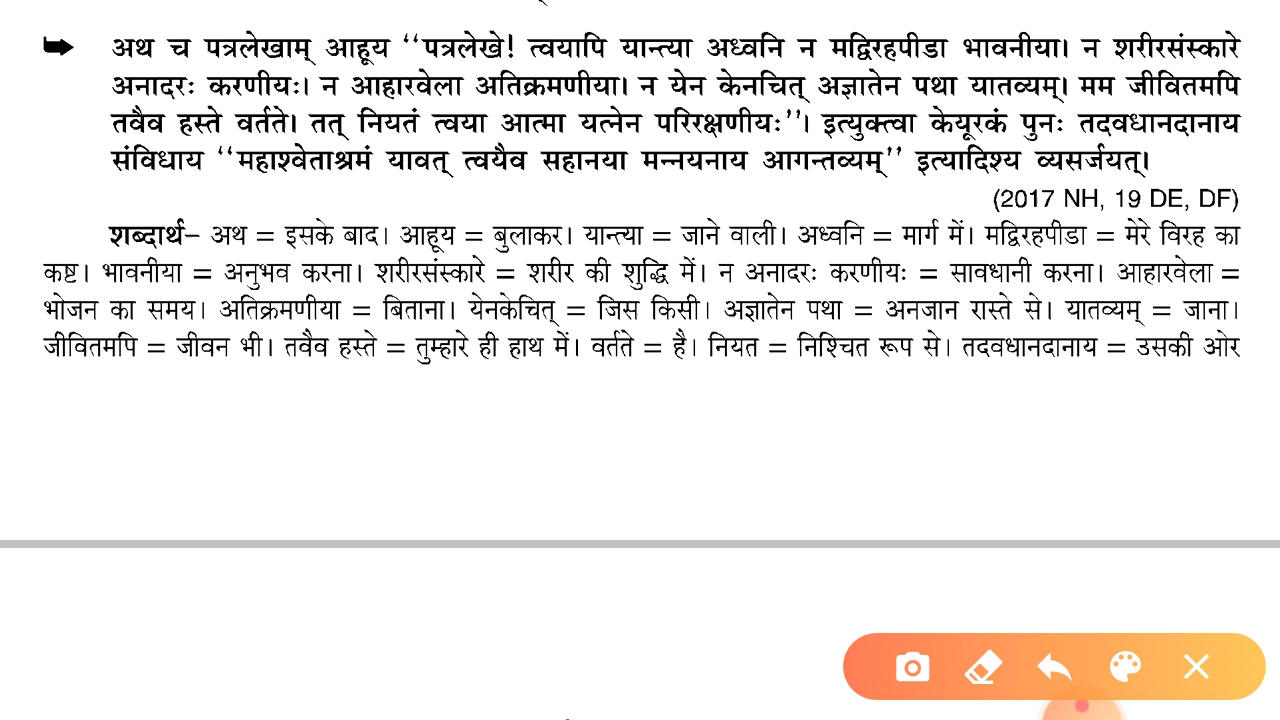 ➥ अथ च पत्रलेखाम् आहूय ‘‘पत्रलेखे! त्वयापि यान्त्या अध्वनि न मद्विरहपीडा भावनीया। न शरीरसंस्कारे
अनादरः करणीयः। न आहारवेला अतिक्रमणीया। न येन केनचित् अज्ञातेन पथा यातव्यम्। मम जीवितमपि
तवैव हस्ते वर्तते। तत् नियतं त्वया आत्मा यत्नेन परिरक्षणीयः’’। इत्युक्त्वा केयूरकं पुनः तदवधानदानाय
संविधाय ‘‘महाश्वेताश्रमं यावत् त्वयैव सहानया मन्नयनाय आगन्तव्यम्’’ इत्यादिश्य व्यसर्जयत्।
(2017 NH, 19 DE, DF)
शब्दार्थ– अथ = इसके बाद। आहूय = बुलाकर। यान्त्या = जाने वाली। अध्वनि = मार्ग में। मद्विरहपीडा = मेरे विरह का
कष्ट। भावनीया = अनुभव करना। शरीरसंस्कारे = शरीर की शुद्धि में। न अनादरः करणीयः = सावधानी करना। आहारवेला =
भोजन का समय। अतिक्रमणीया = बिताना। येनकेचित् = जिस किसी। अज्ञातेन पथा = अनजान रास्ते से। यातव्यम् = जाना।
जीवितमपि = जीवन भी। तवैव हस्ते = तुम्हारे ही हाथ में। वर्तते = है। नियत = निश्चित रूप से। तदवधानदानाय = उसकी ओर